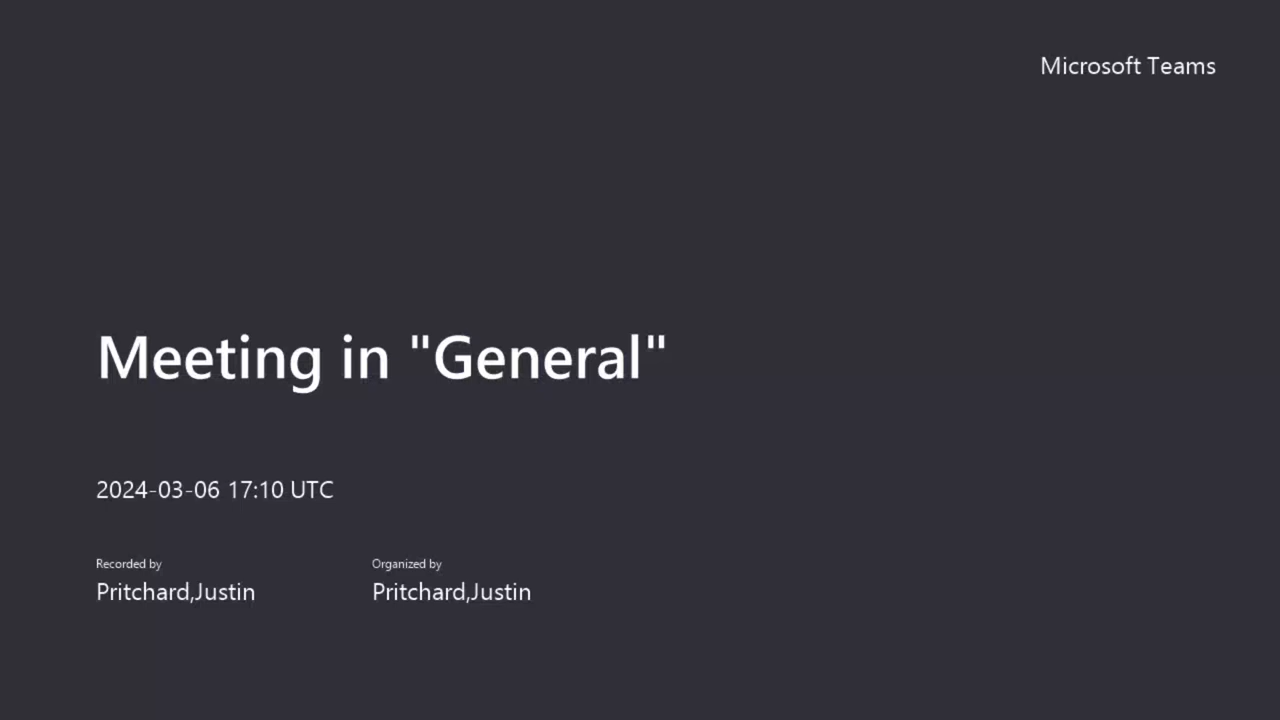 Microsoft Teams
Meeting in "General"
2024-03-06 17:10 UTC
Recorded by
Pritchard,Justin
Organized by
Pritchard,Justin